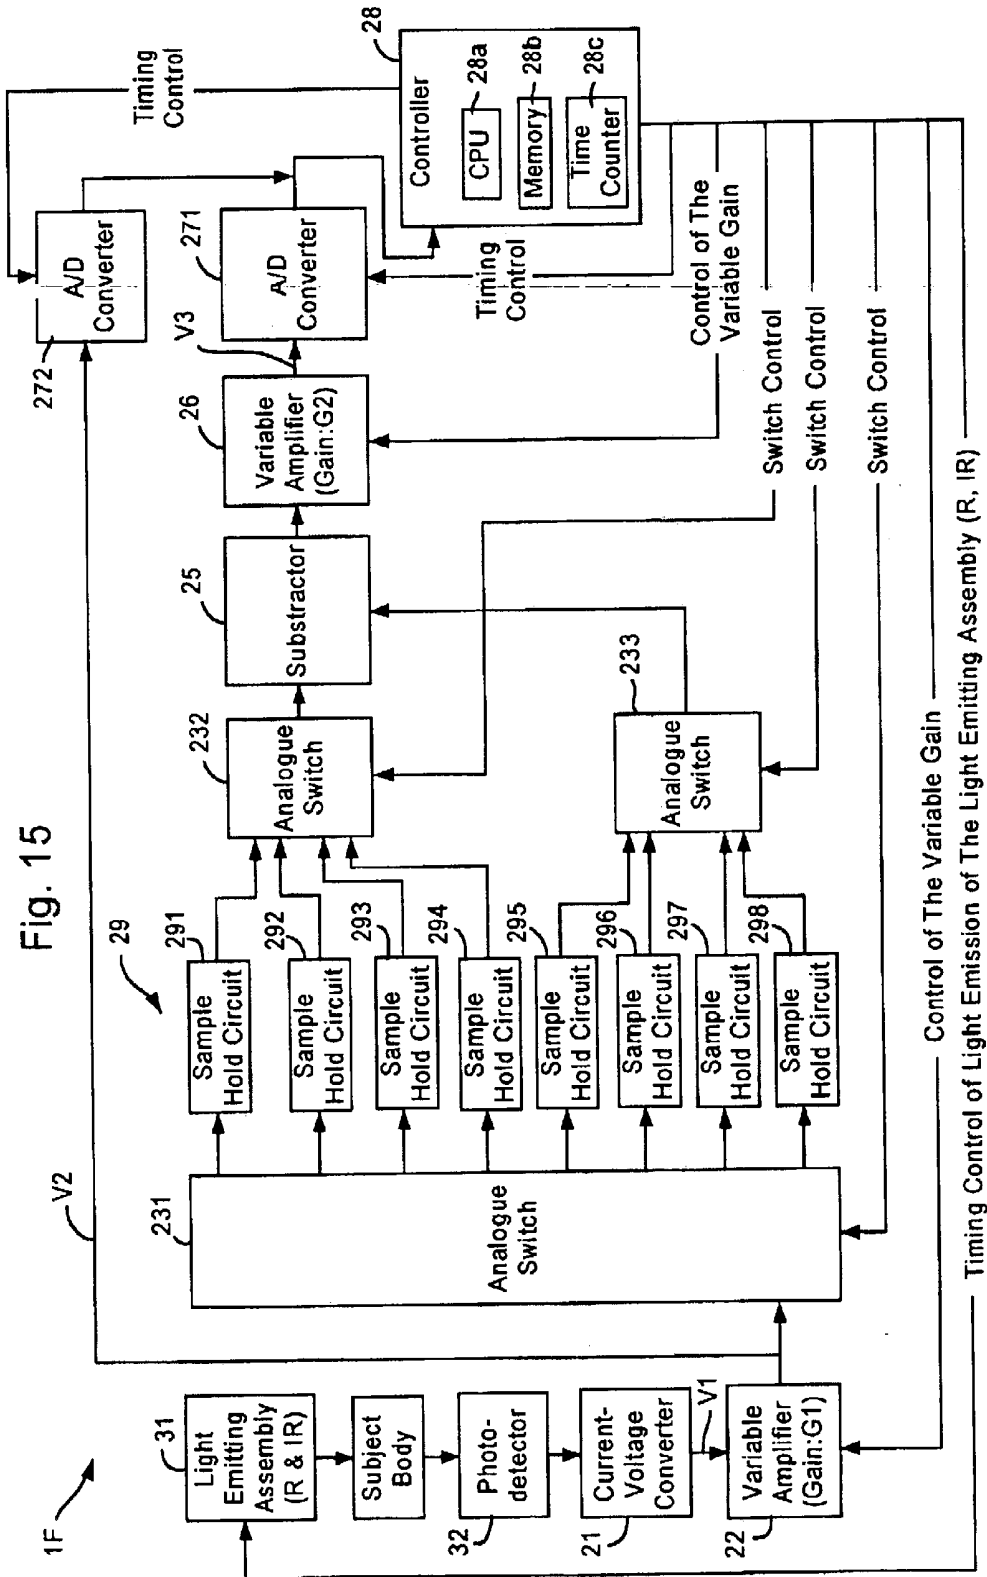 Fig. 15
1F
31
Light
Emitting
Assembly
(R & IR)
Subject
Body
Photo-
detector
32
Current-
Voltage
Converter
21
V1
Variable
Amplifier
(Gain:G1)
22
V2
231
Analogue
Switch
29
291
Sample
Hold Circuit
292
Sample
Hold Circuit
293
Sample
Hold Circuit
294
Sample
Hold Circuit
295
Sample
Hold Circuit
296
Sample
Hold Circuit
297
Sample
Hold Circuit
298
Sample
Hold Circuit
232
Analogue
Switch
233
Analogue
Switch
25
Substractor
26
Variable
Amplifier
(Gain:G2)
V3
271
A/D
Converter
272
A/D
Converter
Timing
Control
28
Controller
CPU
28a
Memory
28b
Time
Counter
28c
Timing
Control
Control of The
Variable Gain
Switch Control
Switch Control
Switch Control
Control of The Variable Gain
Timing Control of Light Emission of The Light Emitting Assembly (R, IR)